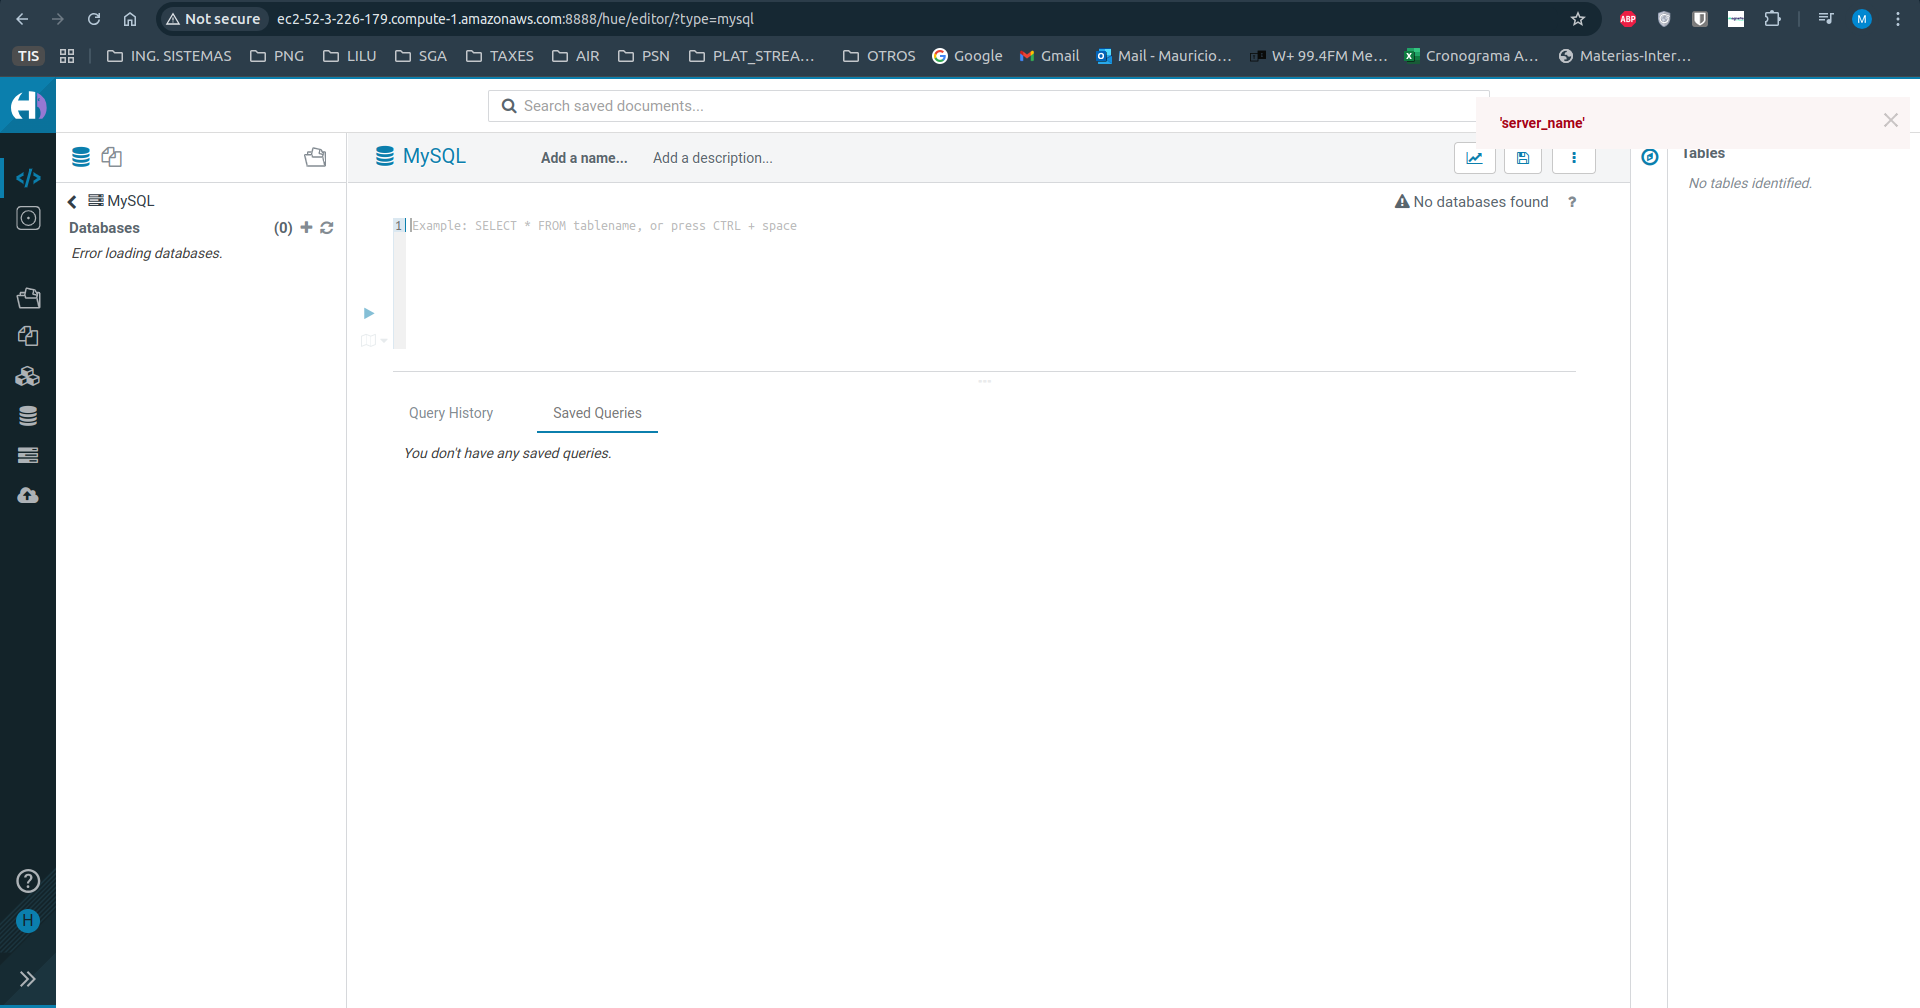 Not secure ec2-52-3-226-179.compute-1.amazonaws.com:8888/hue/editor/?type=mysql
ABP
M
TIS ING. SISTEMAS PNG LILU SGA TAXES AIR PSN PLAT_STREA... OTROS Google Gmail Mail - Mauricio... W+ 99.4FM Me... Cronograma A... Materias-Inter...
Search saved documents...
'server_name'
MySQL Add a name... Add a description...
Tables
No tables identified.
MySQL
No databases found ?
Databases (0)
Error loading databases.
1 Example: SELECT * FROM tablename, or press CTRL + space
Query History Saved Queries
You don't have any saved queries.
?
H